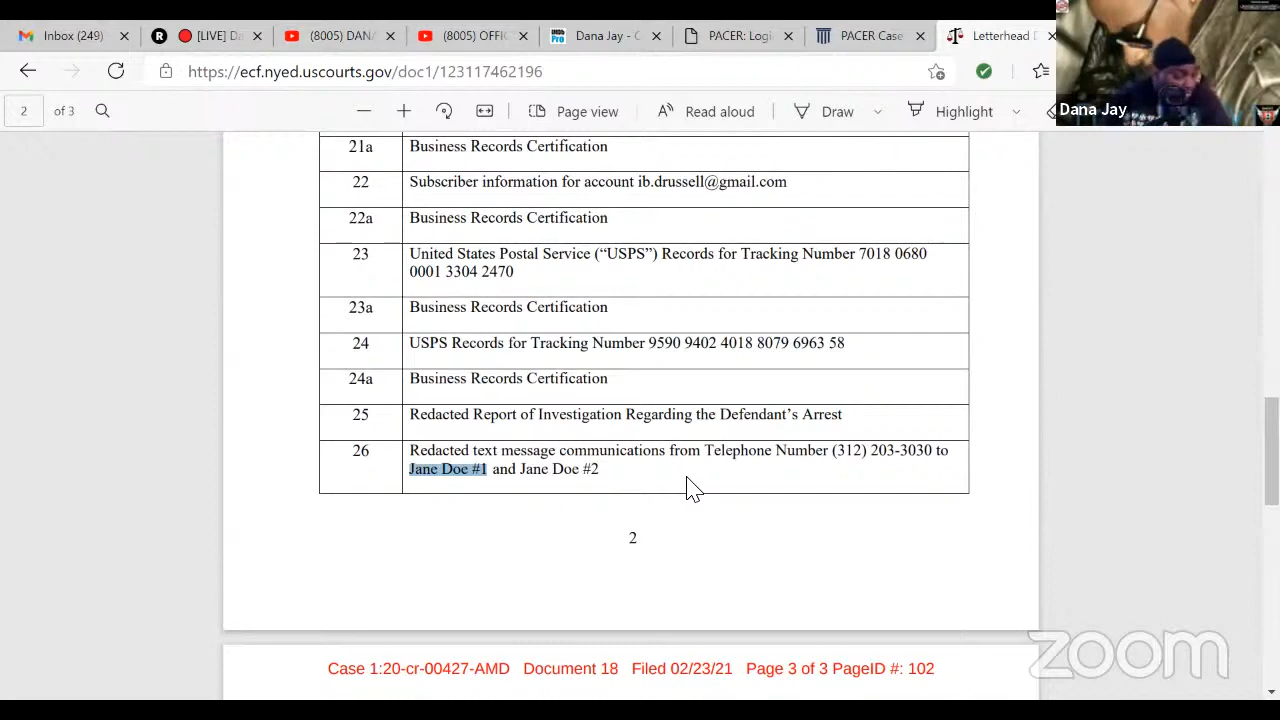 Inbox (249)
[LIVE] Da
(8005) DANA
(8005) OFFIC
Dana Jay - C
PACER: Logi
PACER Case
Letterhead D
https://ecf.nyed.uscourts.gov/doc1/123117462196
2 of 3
Page view
Read aloud
Draw
Highlight
Dana Jay
21a Business Records Certification
22 Subscriber information for account ib.drussell@gmail.com
22a Business Records Certification
23 United States Postal Service (“USPS”) Records for Tracking Number 7018 0680
0001 3304 2470
23a Business Records Certification
24 USPS Records for Tracking Number 9590 9402 4018 8079 6963 58
24a Business Records Certification
25 Redacted Report of Investigation Regarding the Defendant’s Arrest
26 Redacted text message communications from Telephone Number (312) 203-3030 to
Jane Doe #1 and Jane Doe #2
2
Case 1:20-cr-00427-AMD Document 18 Filed 02/23/21 Page 3 of 3 PageID #: 102
zoom